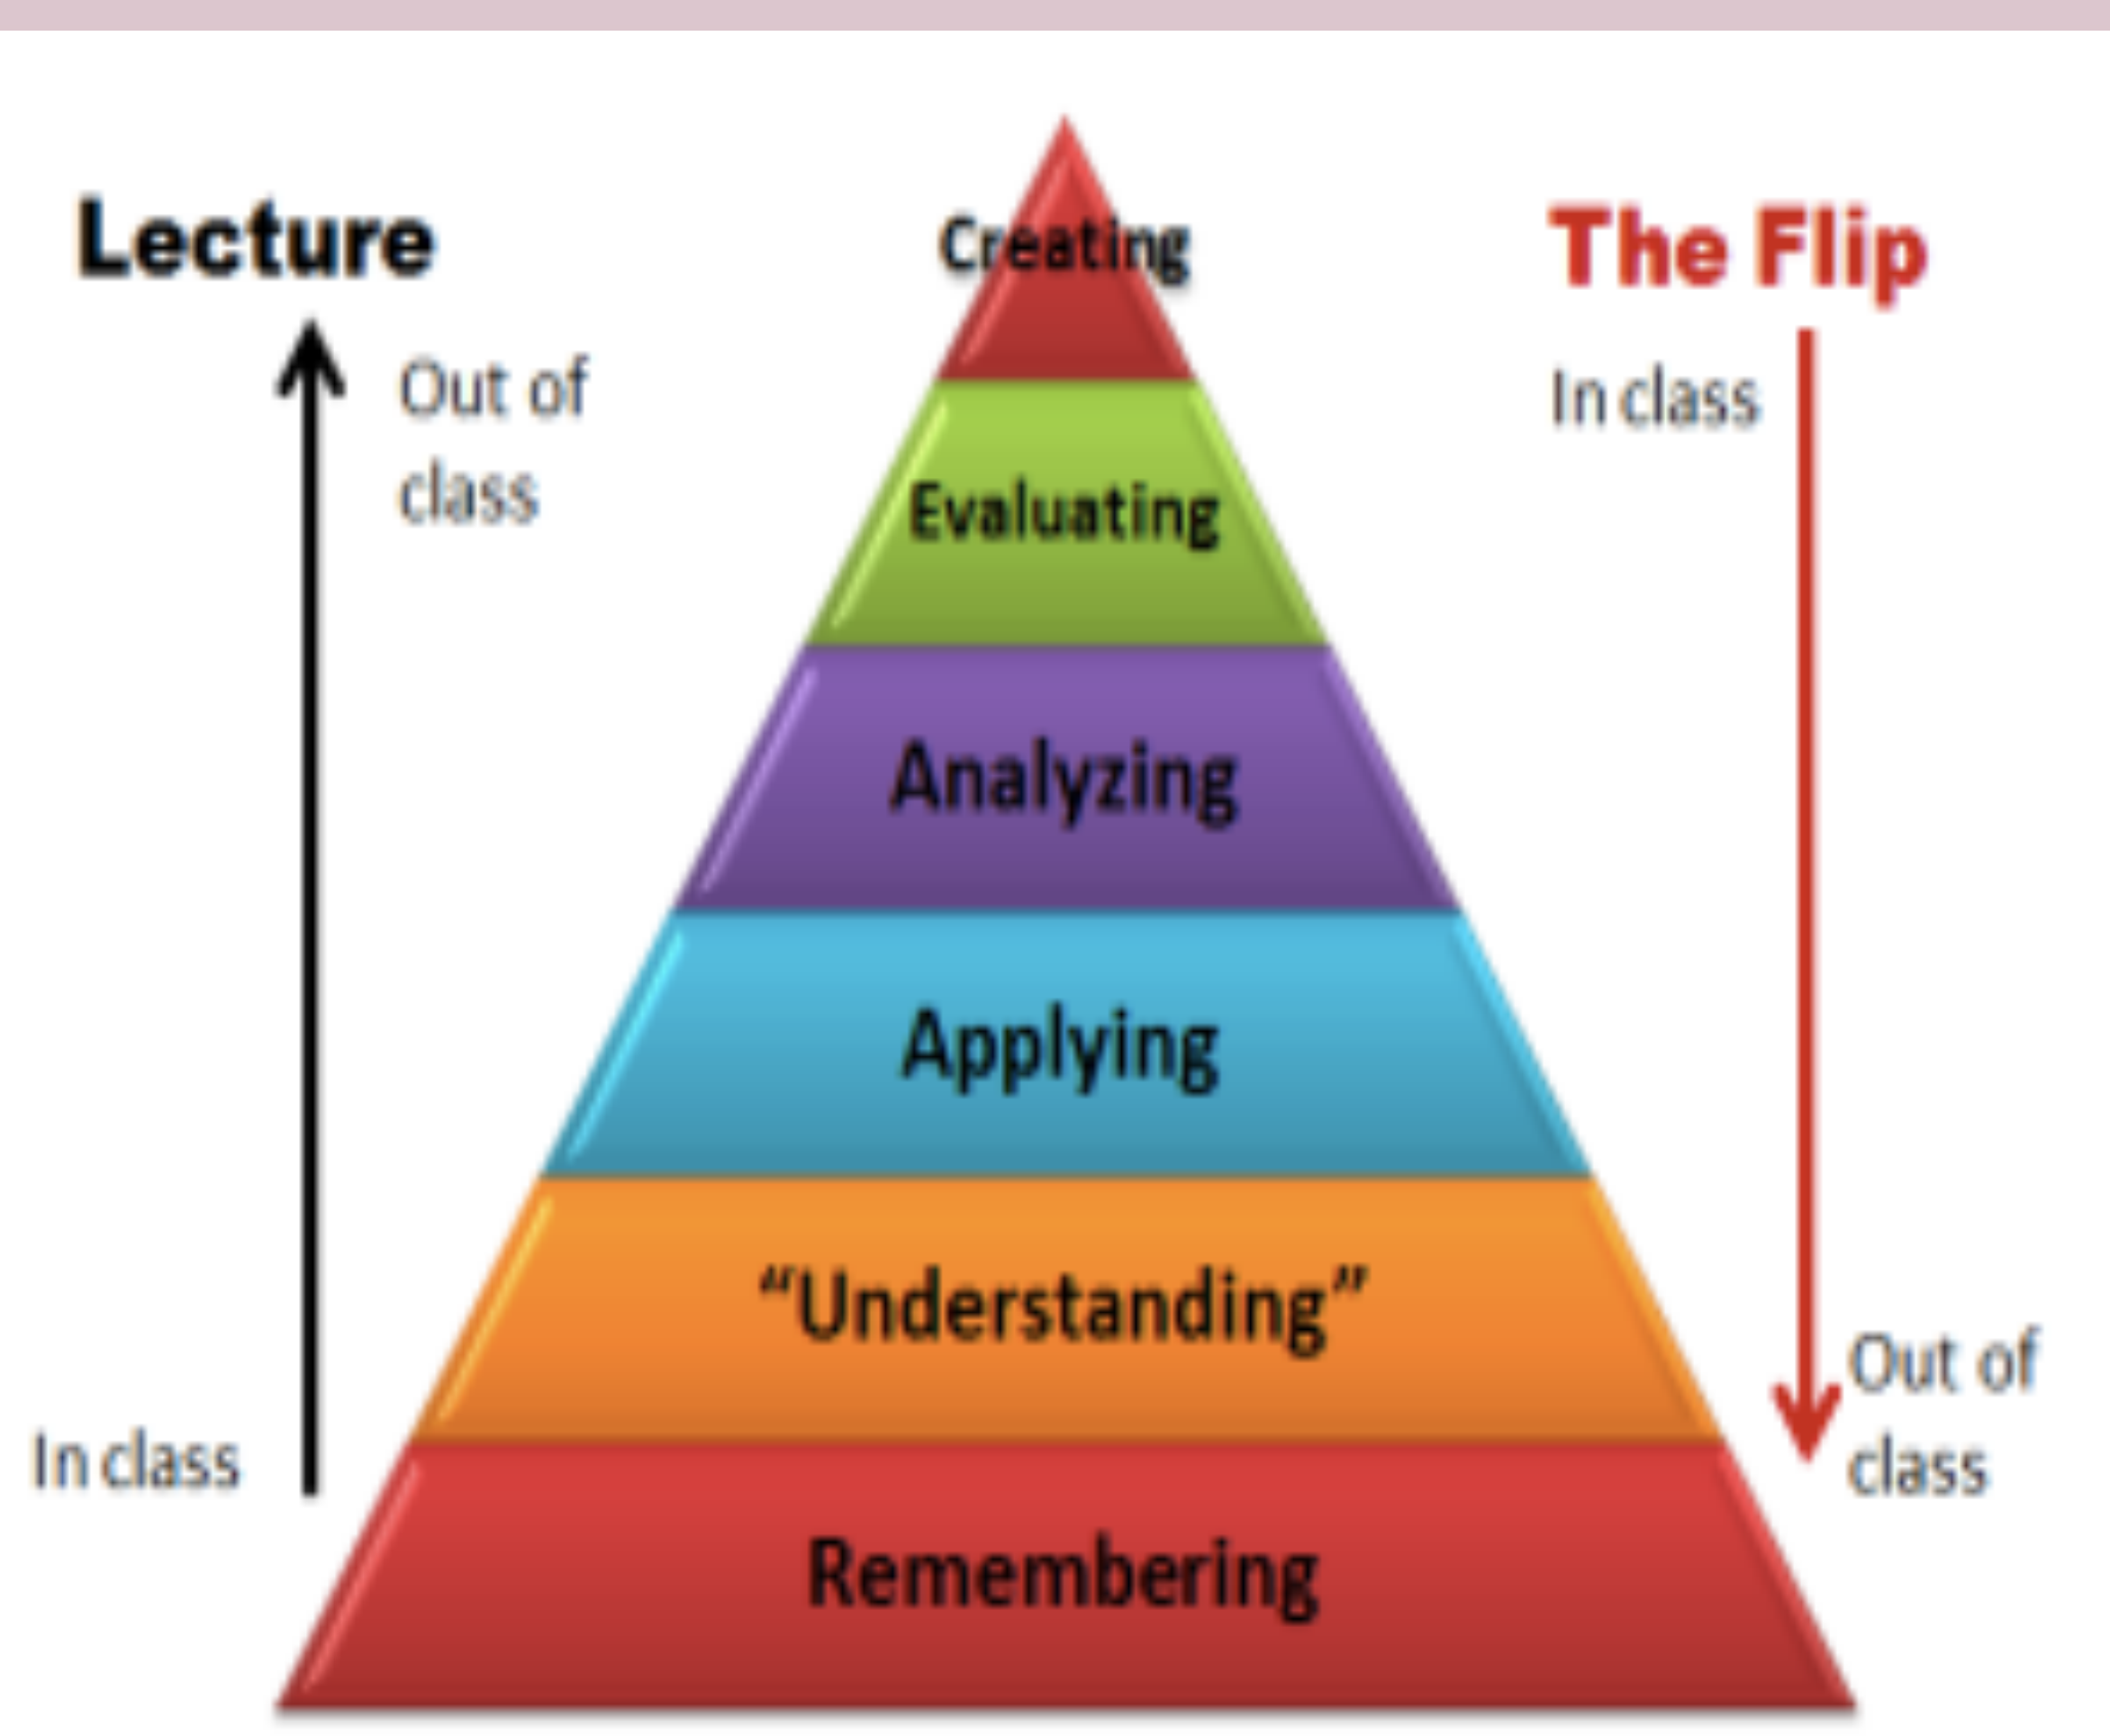 Lecture
Out of
class
In class
Creating
Evaluating
Analyzing
Applying
“Understanding”
Remembering
The Flip
In class
Out of
class